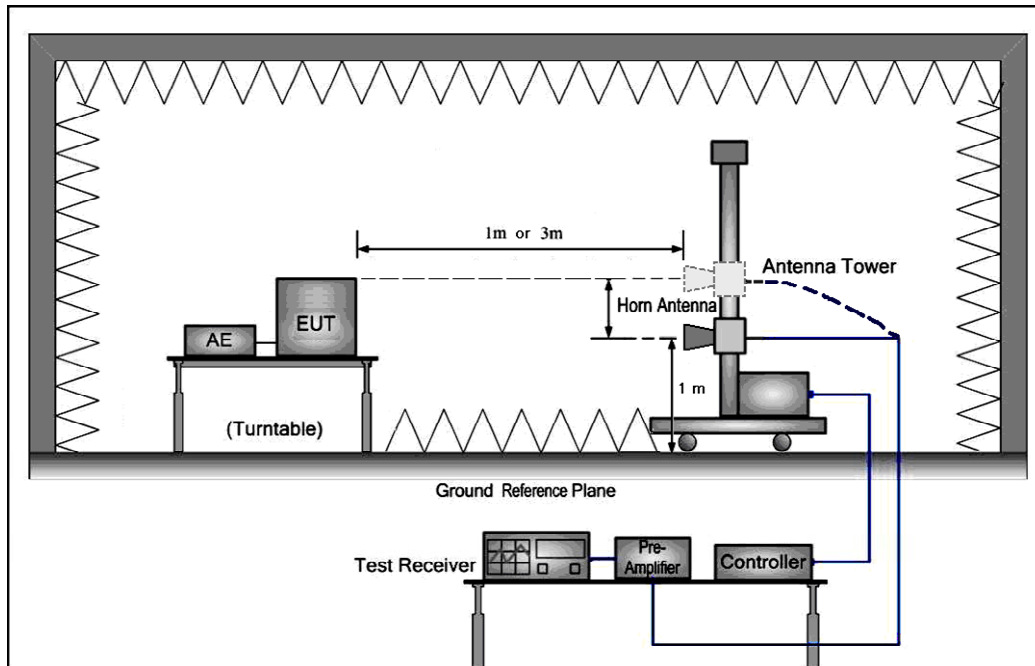 1m or 3m
Antenna Tower
Horn Antenna
EUT
AE
1 m
(Turntable)
Ground Reference Plane
Test Receiver
Pre-
Amplifier
Controller